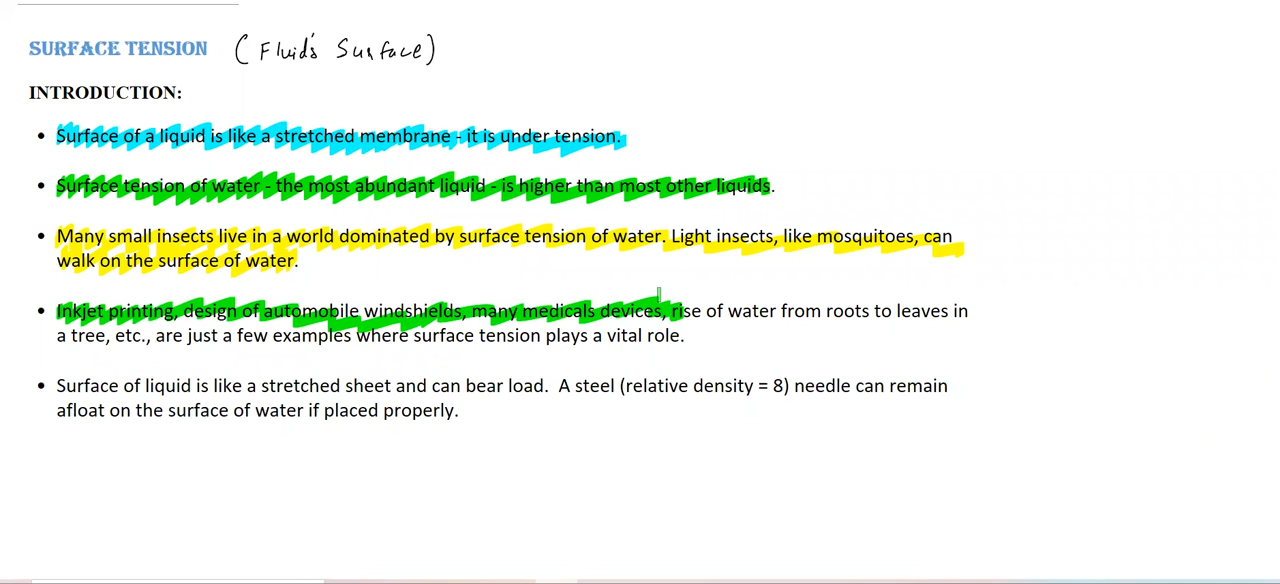 SURFACE TENSION (Fluid's Surface)
INTRODUCTION:
• Surface of a liquid is like a stretched membrane - it is under tension.
• Surface tension of water - the most abundant liquid - is higher than most other liquids.
• Many small insects live in a world dominated by surface tension of water. Light insects, like mosquitoes, can
walk on the surface of water.
• Inkjet printing, design of automobile windshields, many medicals devices, rise of water from roots to leaves in
a tree, etc., are just a few examples where surface tension plays a vital role.
• Surface of liquid is like a stretched sheet and can bear load. A steel (relative density = 8) needle can remain
afloat on the surface of water if placed properly.